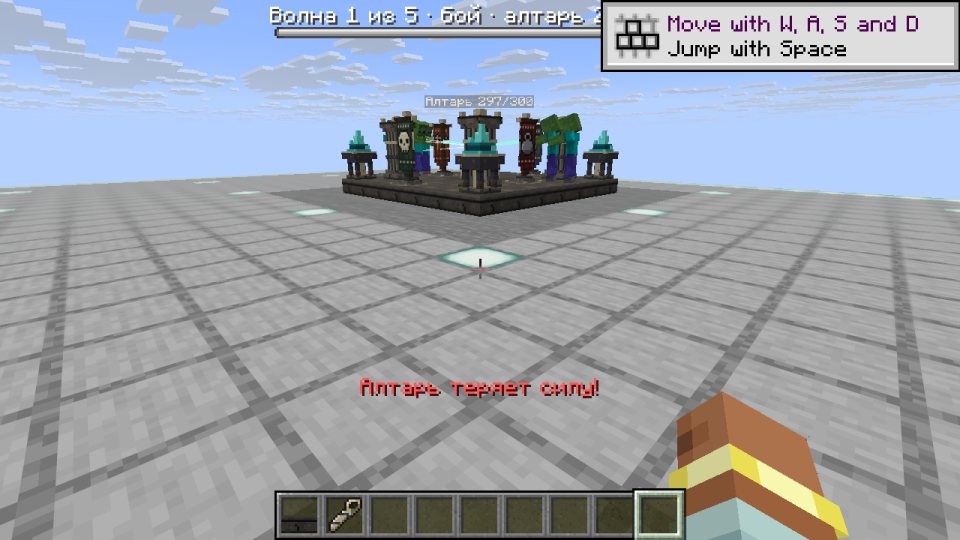 Волна 1 из 5 · бой · алтарь
Move with W, A, S and D
Jump with Space
Алтарь 297/300
Алтарь теряет силу!